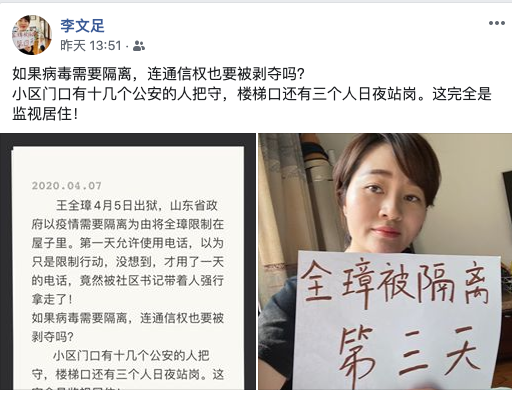 李文足
昨天 13:51 ·
如果病毒需要隔离，连通信权也要被剥夺吗？
小区门口有十几个公安的人把守，楼梯口还有三个人日夜站岗。这完全是
监视居住！
2020.04.07
王全璋4月5日出狱，山东省政
府以疫情需要隔离为由将全璋限制在
屋子里。第一天允许使用电话，以为
只是限制行动，没想到，才用了一天
的电话，竟然被社区书记带着人强行
拿走了！
如果病毒需要隔离，连通信权也要被
剥夺吗？
小区门口有十几个公安的人把
守，楼梯口还有三个人日夜站岗。这
完全是监视居住！
全璋被隔离
第三天